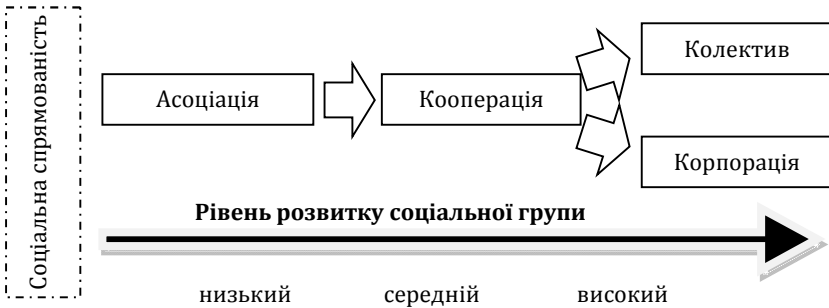 Соціальна спрямованість
Колектив
Асоціація
Кооперація
Корпорація
Рівень розвитку соціальної групи
низький
середній
високий